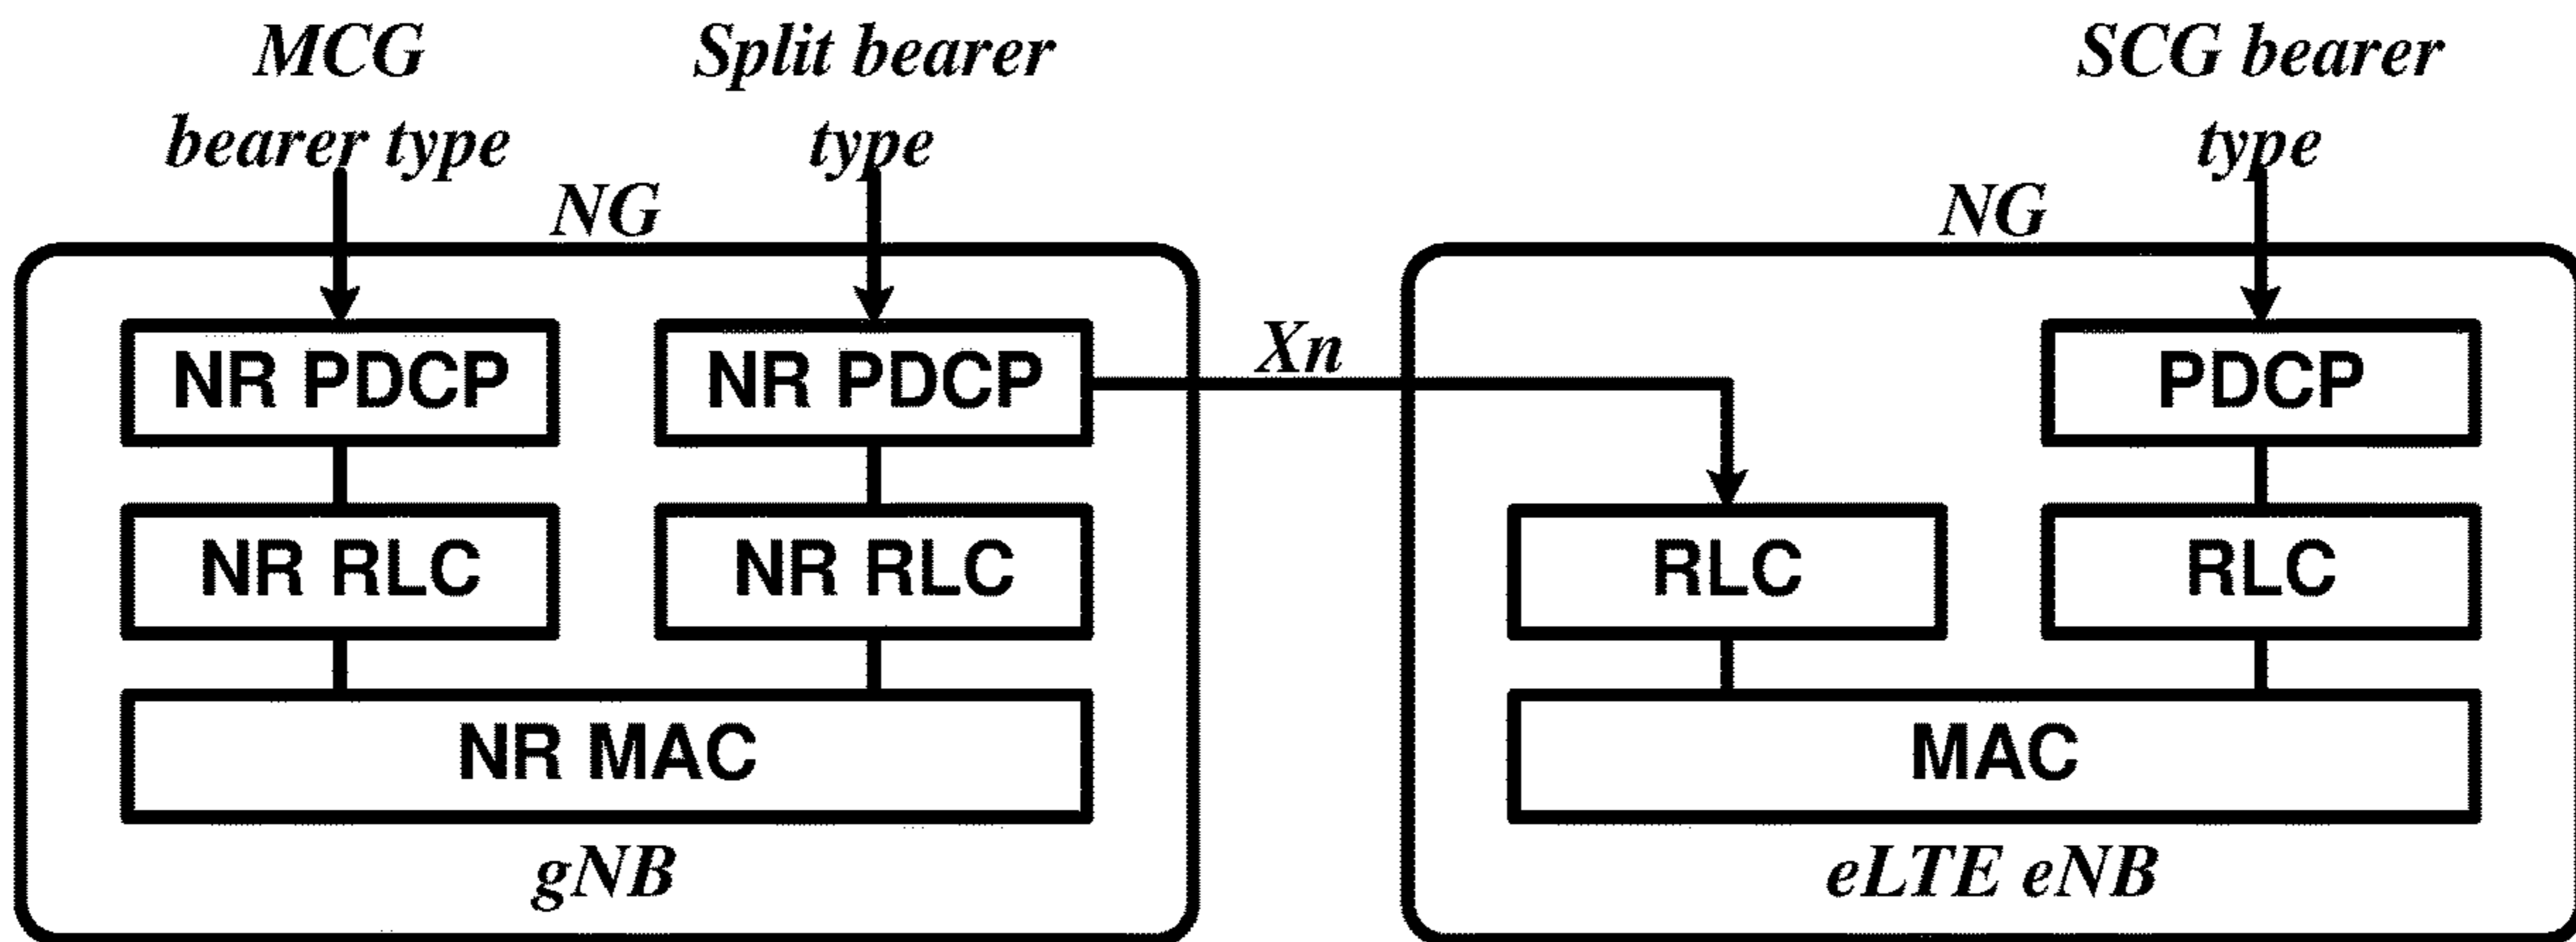 MCG
bearer type
Split bearer
type
SCG bearer
type
NG
NG
Xn
NR PDCP
NR PDCP
PDCP
NR RLC
NR RLC
RLC
RLC
NR MAC
MAC
gNB
eLTE eNB